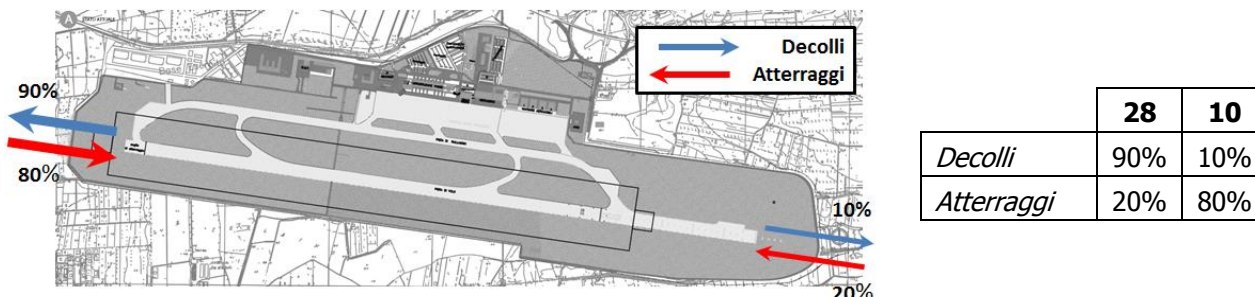 A
Decolli
Atterraggi
90%
80%
10%
20%
28 10
Decolli 90% 10%
Atterraggi 20% 80%